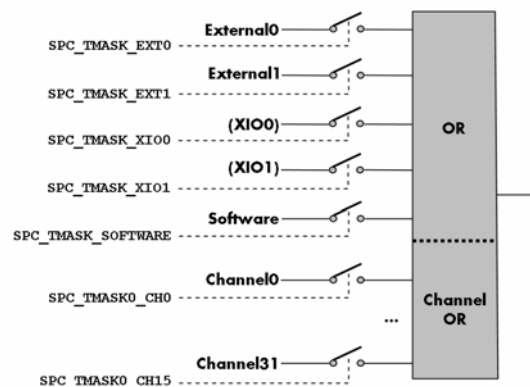 External0
SPC_TMASK_EXT0
External1
SPC_TMASK_EXT1
(XIO0)
SPC_TMASK_XIO0
OR
(XIO1)
SPC_TMASK_XIO1
Software
SPC_TMASK_SOFTWARE
Channel0
SPC_TMASK0_CH0
Channel
OR
...
Channel31
SPC_TMASK0_CH15